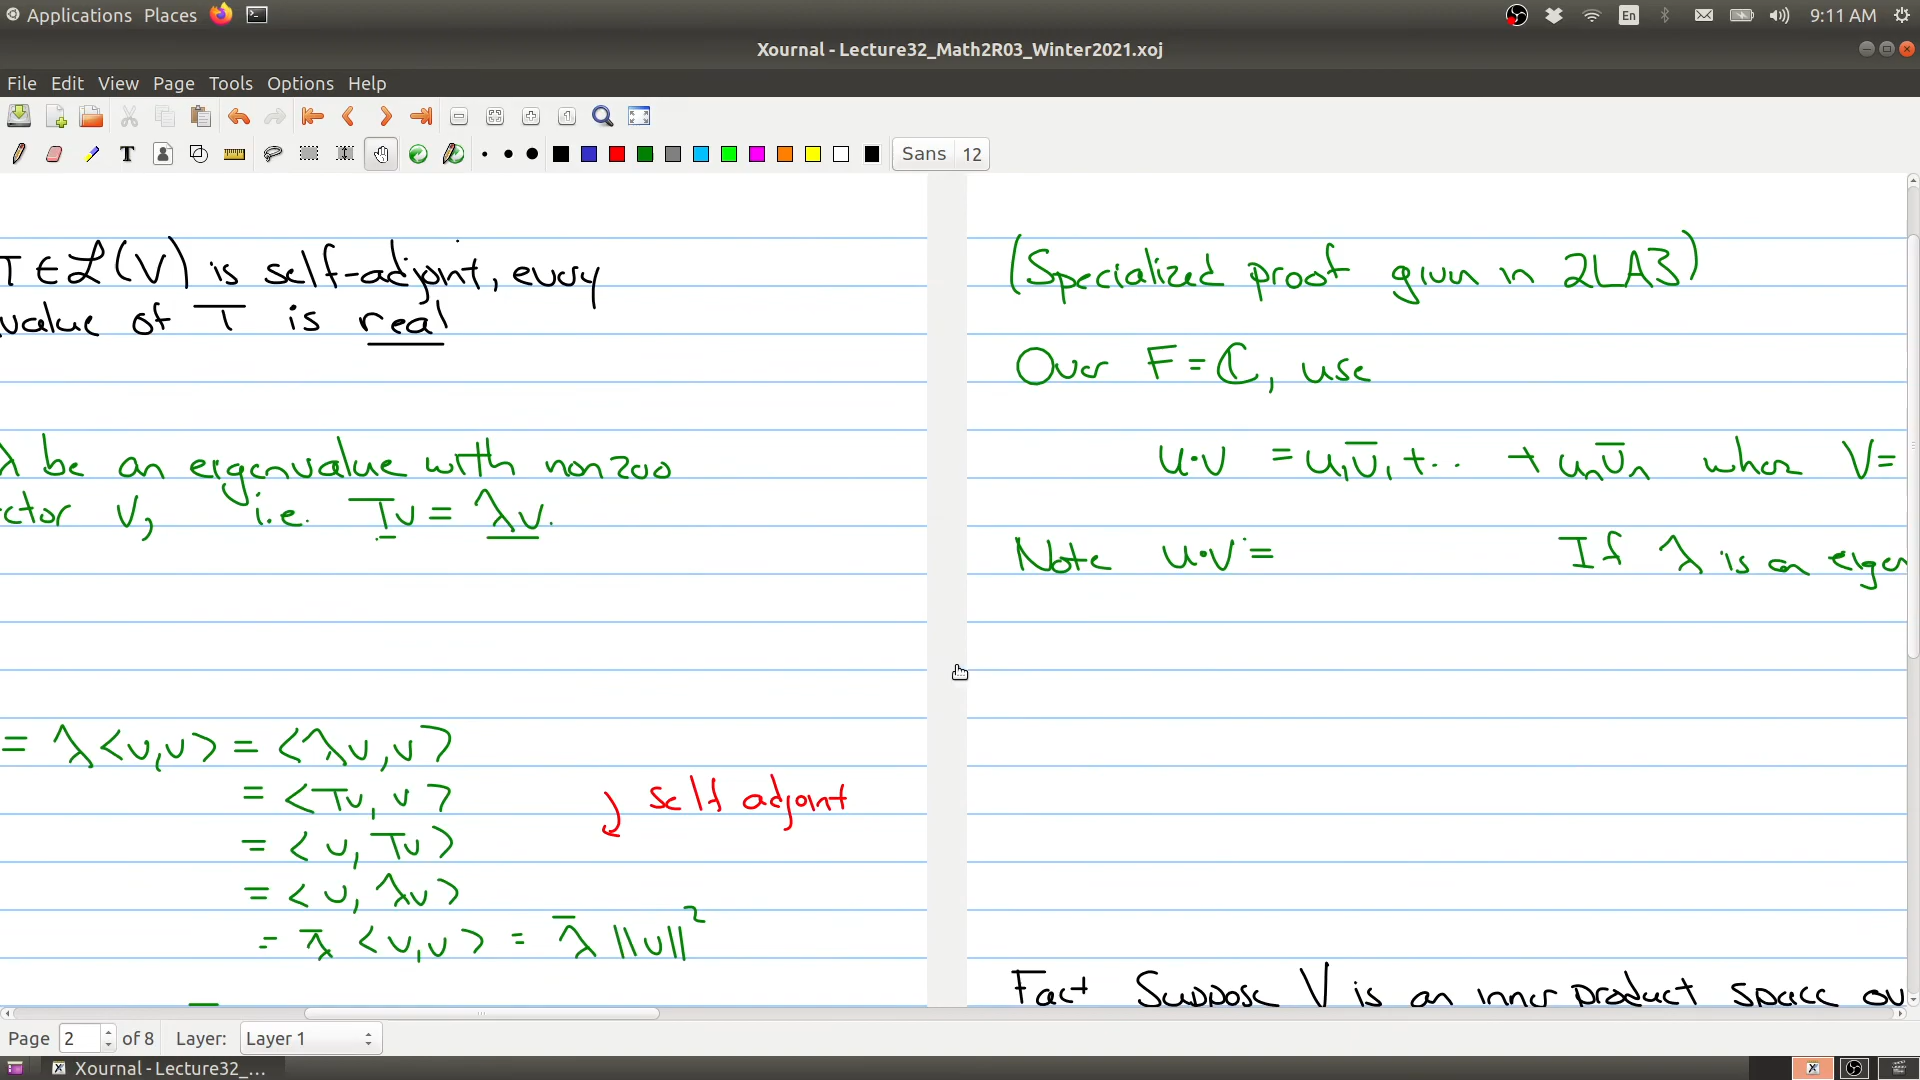 Applications Places En 9:11 AM
Xournal - Lecture32_Math2R03_Winter2021.xoj
File Edit View Page Tools Options Help
Sans 12
T ∈ ℒ(V) is self-adjoint, every
value of T is real
λ be an eigenvalue with nonzero
ctor v, i.e. Tv = λv.
= λ<v,v> = <λv,v>
= <Tv, v>
self adjoint
= <v, Tv>
= <v, λv>
= λ̄ <v,v> = λ̄ ||v||²
(Specialized proof given in 2LA3)
Over F = ℂ, use
u·v = u₁v̄₁ + ... + uₙv̄ₙ where V=
Note u·v = If λ is an eigen
Fact Suppose V is an inner product space ov
Page 2 of 8 Layer: Layer 1
Xournal - Lecture32_...